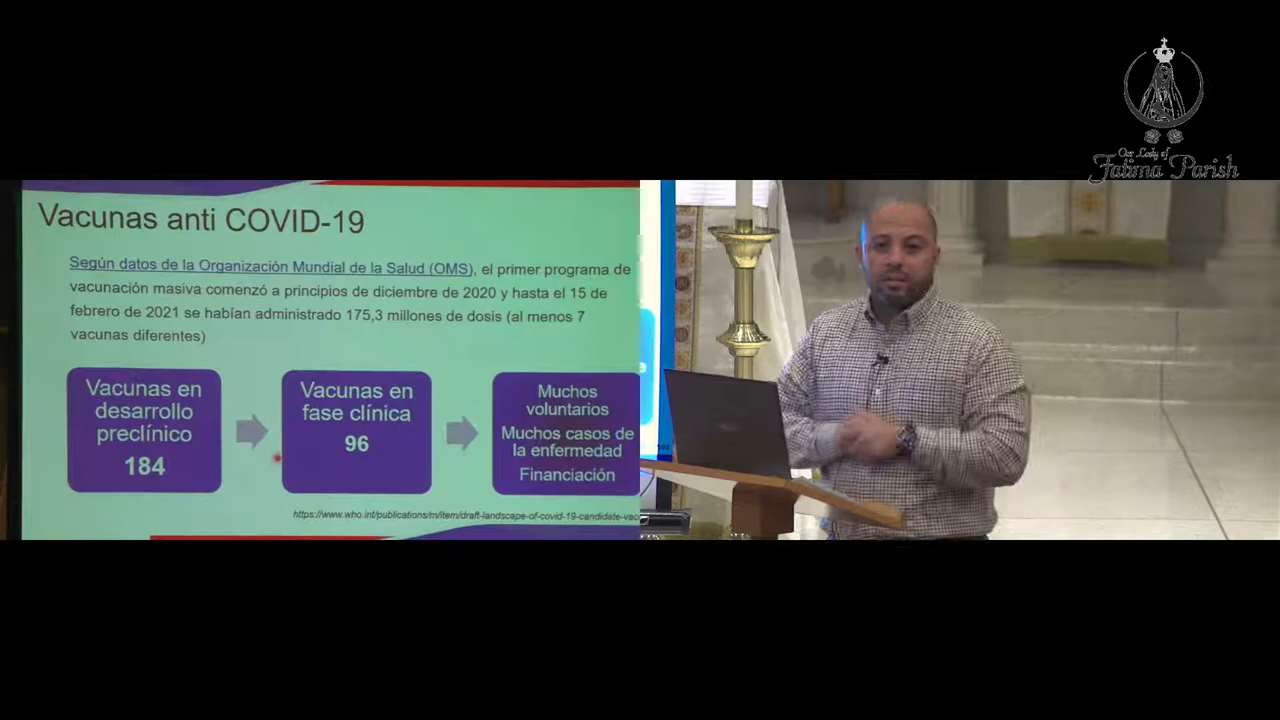 Our Lady of
Fatima Parish
Vacunas anti COVID-19
Según datos de la Organización Mundial de la Salud (OMS), el primer programa de
vacunación masiva comenzó a principios de diciembre de 2020 y hasta el 15 de
febrero de 2021 se habían administrado 175,3 millones de dosis (al menos 7
vacunas diferentes)
Vacunas en
desarrollo
preclínico
184
Vacunas en
fase clínica
96
Muchos
voluntarios
Muchos casos de
la enfermedad
Financiación
https://www.who.int/publications/m/item/draft-landscape-of-covid-19-candidate-vac